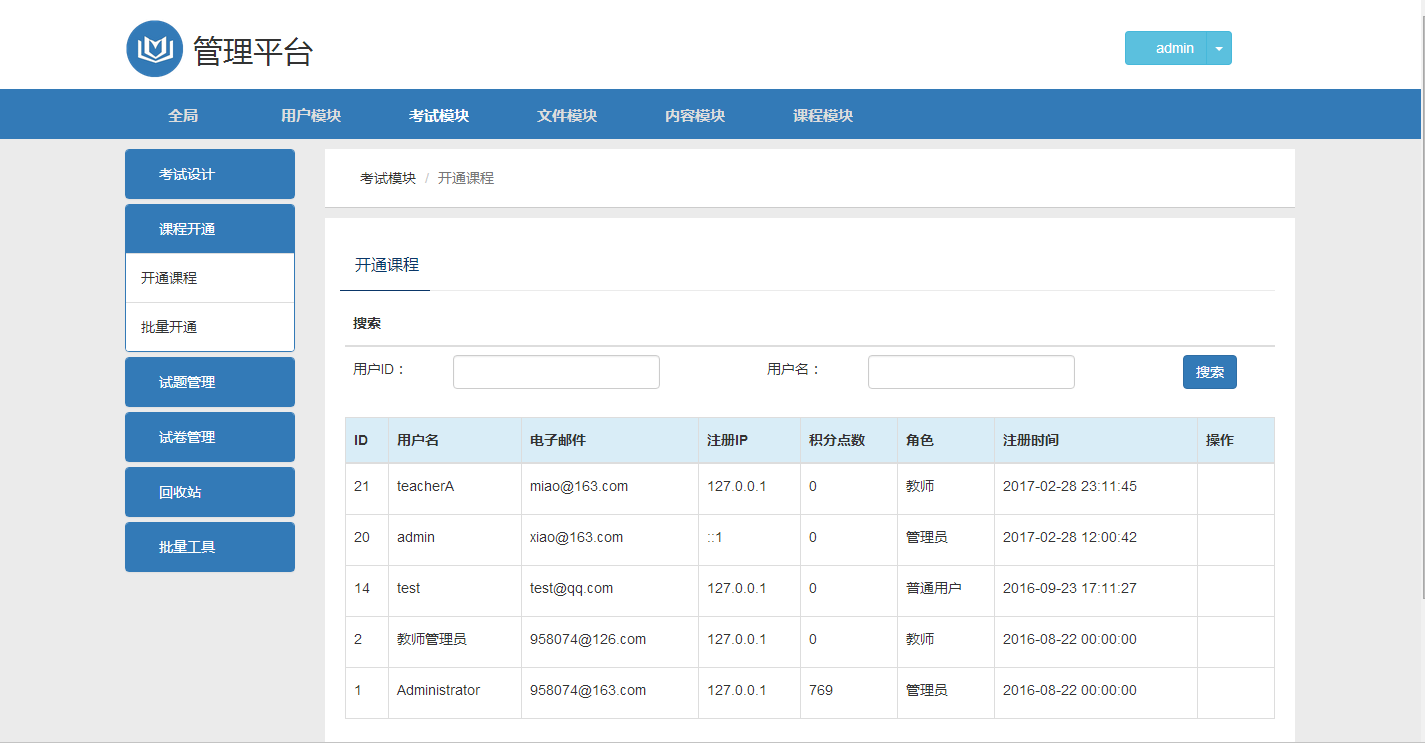 管理平台
admin
全局 用户模块 考试模块 文件模块 内容模块 课程模块
考试设计
课程开通
开通课程
批量开通
试题管理
试卷管理
回收站
批量工具
考试模块 / 开通课程
开通课程
搜索
用户ID： 用户名： 搜索
ID 用户名 电子邮件 注册IP 积分点数 角色 注册时间 操作
21 teacherA miao@163.com 127.0.0.1 0 教师 2017-02-28 23:11:45
20 admin xiao@163.com ::1 0 管理员 2017-02-28 12:00:42
14 test test@qq.com 127.0.0.1 0 普通用户 2016-09-23 17:11:27
2 教师管理员 958074@126.com 127.0.0.1 0 教师 2016-08-22 00:00:00
1 Administrator 958074@163.com 127.0.0.1 769 管理员 2016-08-22 00:00:00